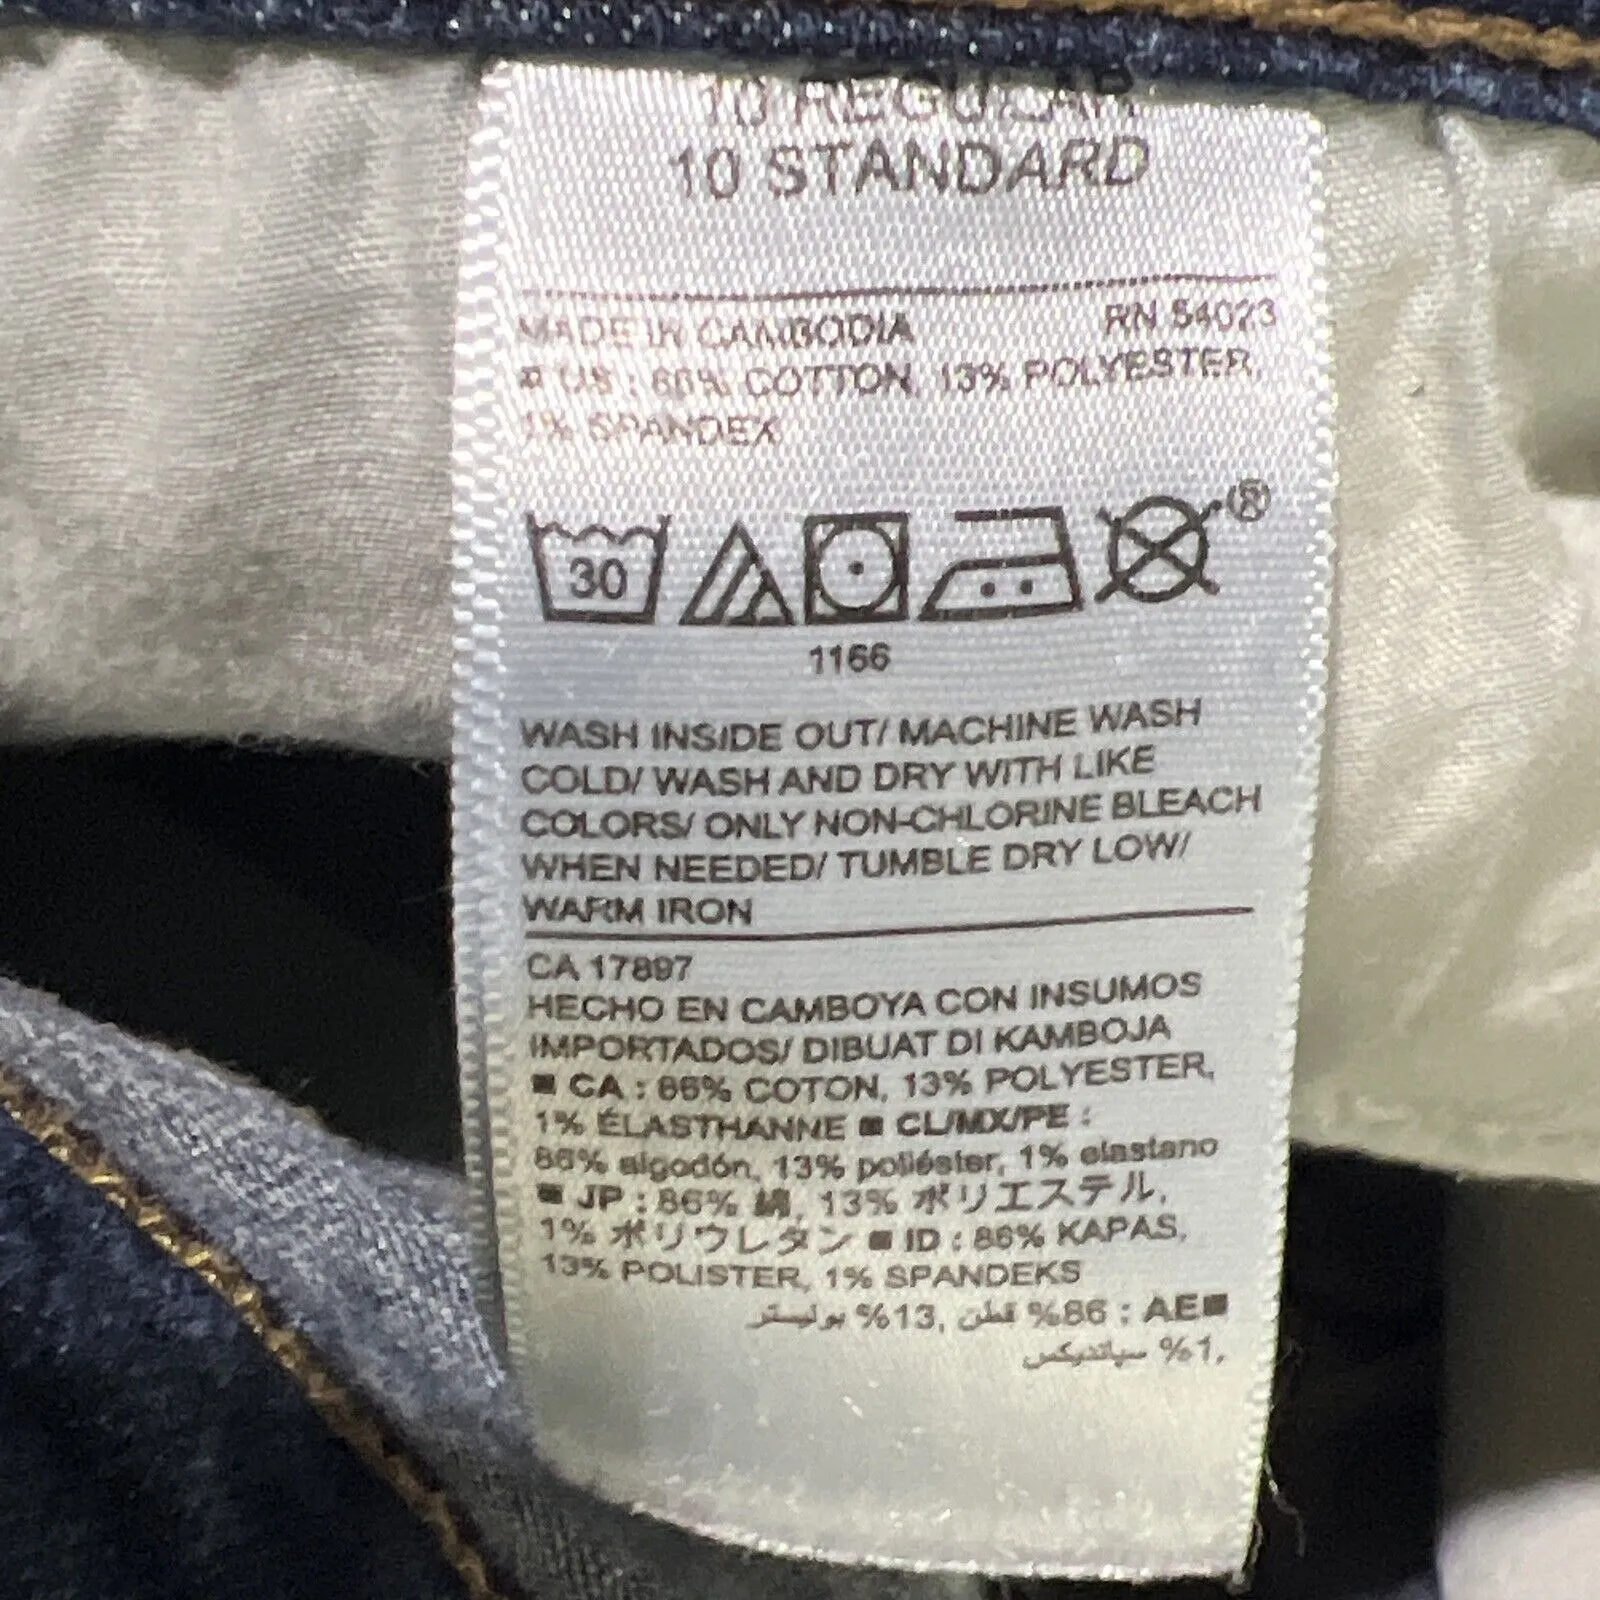 10 REGULAR
10 STANDARD
MADE IN CAMBODIA RN 54023
■ US : 86% COTTON, 13% POLYESTER,
1% SPANDEX
30
®
1166
WASH INSIDE OUT/ MACHINE WASH
COLD/ WASH AND DRY WITH LIKE
COLORS/ ONLY NON-CHLORINE BLEACH
WHEN NEEDED/ TUMBLE DRY LOW/
WARM IRON
CA 17897
HECHO EN CAMBOYA CON INSUMOS
IMPORTADOS/ DIBUAT DI KAMBOJA
■ CA : 86% COTON, 13% POLYESTER,
1% ÉLASTHANNE ■ CL/MX/PE :
86% algodón, 13% poliéster, 1% elastano
■ JP : 86% 綿, 13% ポリエステル,
1% ポリウレタン ■ ID : 86% KAPAS,
13% POLISTER, 1% SPANDEKS
■AE : 86% قطن, 13% بوليستر
,1% سباندیکس